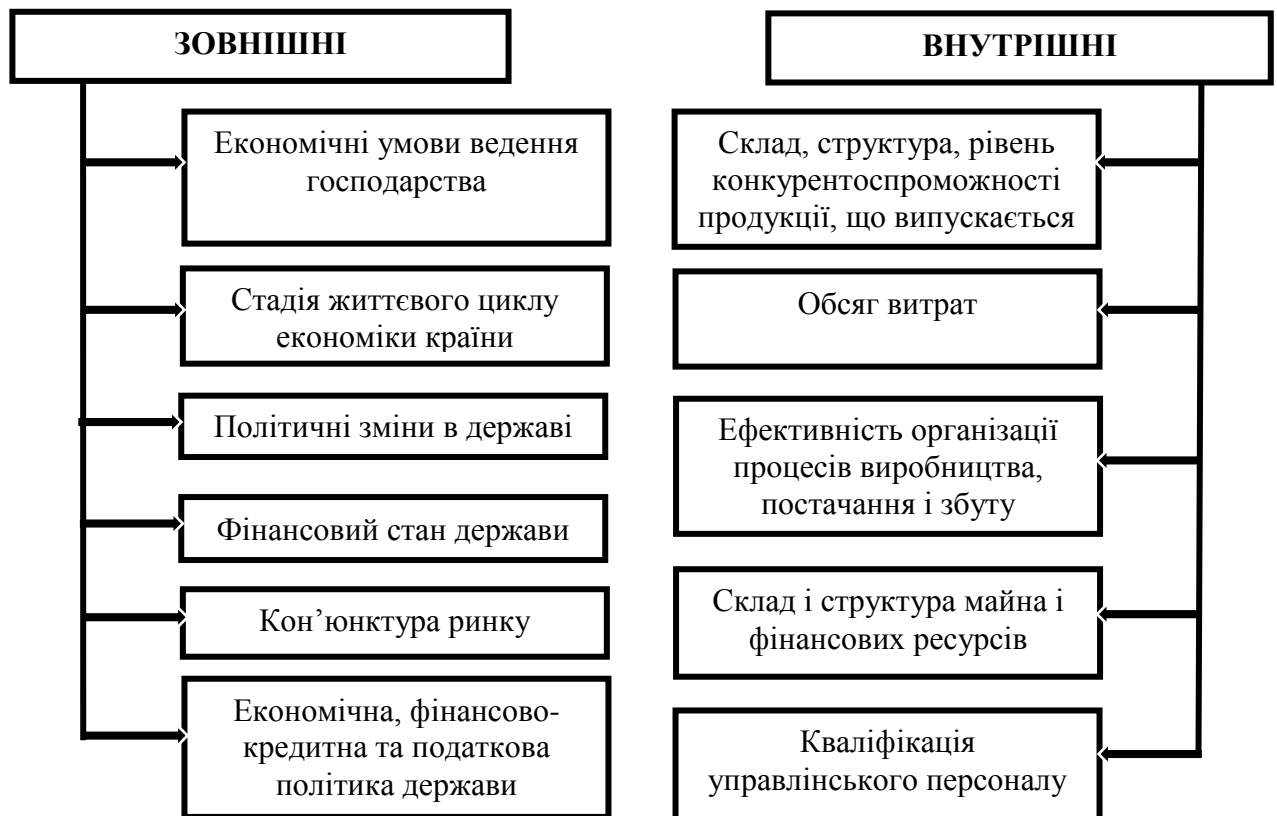 ЗОВНІШНІ
Економічні умови ведення
господарства
Стадія життєвого циклу
економіки країни
Політичні зміни в державі
Фінансовий стан держави
Кон’юнктура ринку
Економічна, фінансово-
кредитна та податкова
політика держави
ВНУТРІШНІ
Склад, структура, рівень
конкурентоспроможності
продукції, що випускається
Обсяг витрат
Ефективність організації
процесів виробництва,
постачання і збуту
Склад і структура майна і
фінансових ресурсів
Кваліфікація
управлінського персоналу